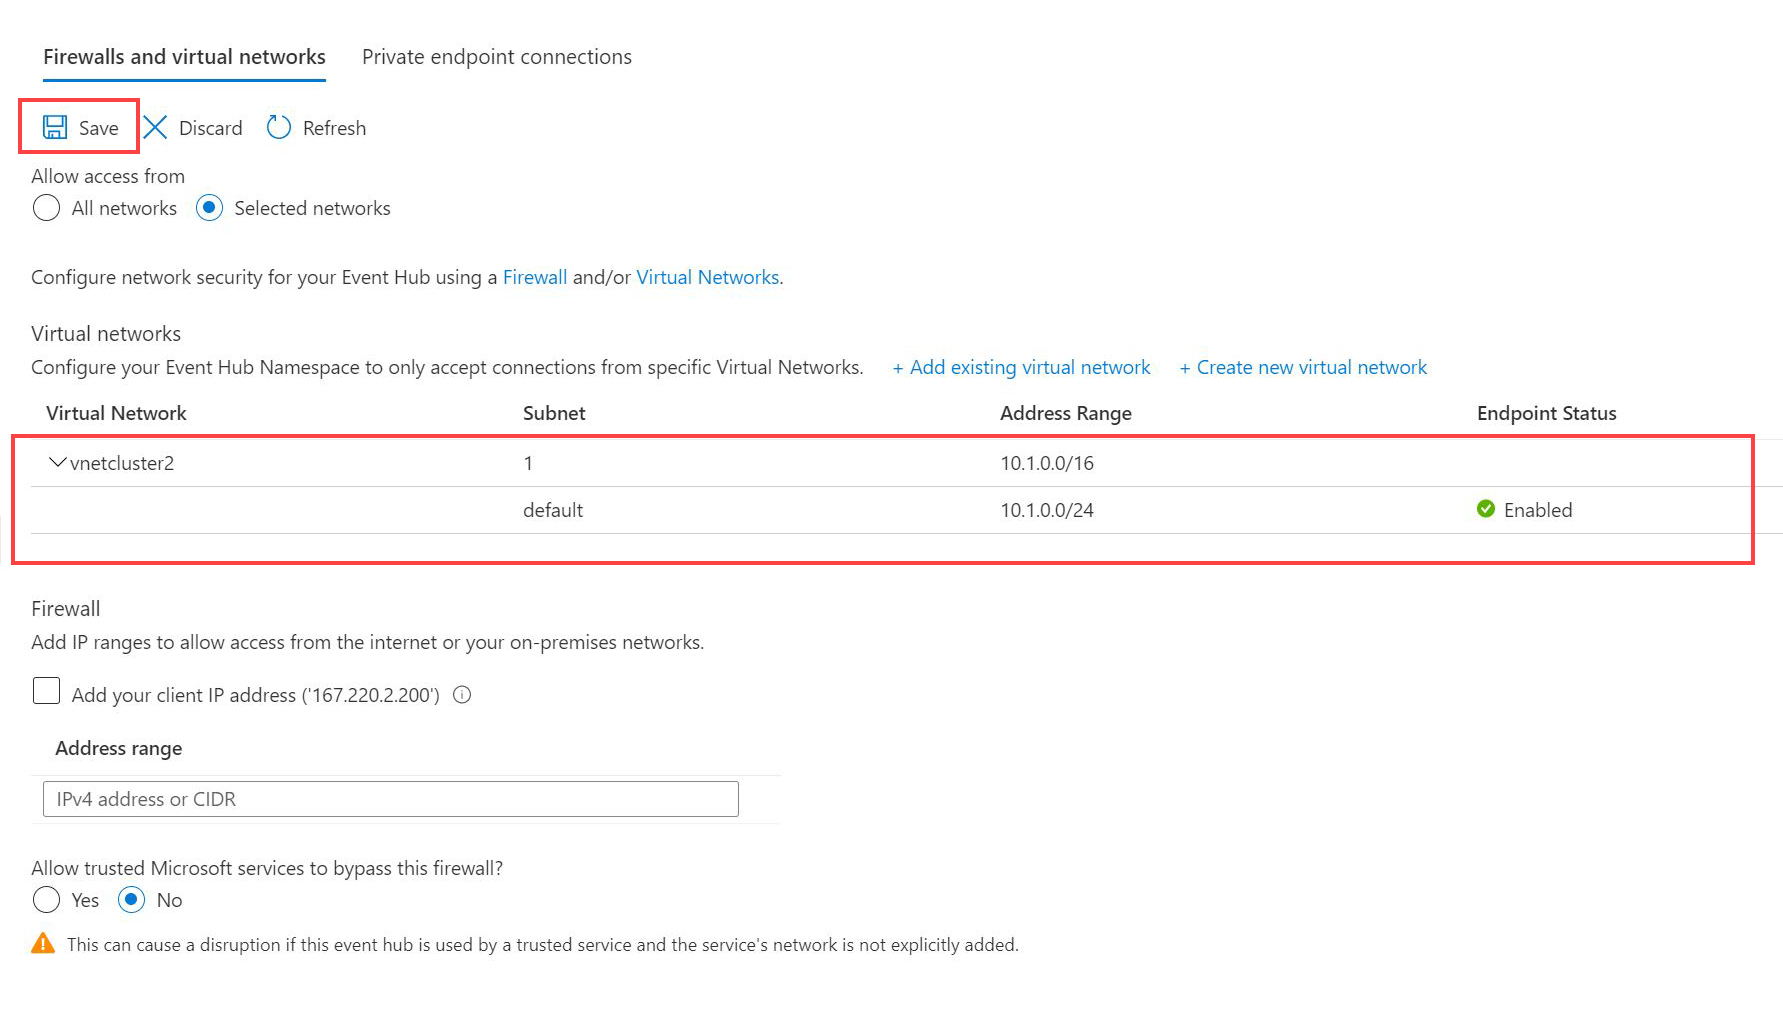 Firewalls and virtual networks Private endpoint connections
Save Discard Refresh
Allow access from
All networks Selected networks
Configure network security for your Event Hub using a Firewall and/or Virtual Networks.
Virtual networks
Configure your Event Hub Namespace to only accept connections from specific Virtual Networks. + Add existing virtual network + Create new virtual network
Virtual Network Subnet Address Range Endpoint Status
vnetcluster2 1 10.1.0.0/16
default 10.1.0.0/24 Enabled
Firewall
Add IP ranges to allow access from the internet or your on-premises networks.
Add your client IP address ('167.220.2.200')
Address range
IPv4 address or CIDR
Allow trusted Microsoft services to bypass this firewall?
Yes No
This can cause a disruption if this event hub is used by a trusted service and the service's network is not explicitly added.